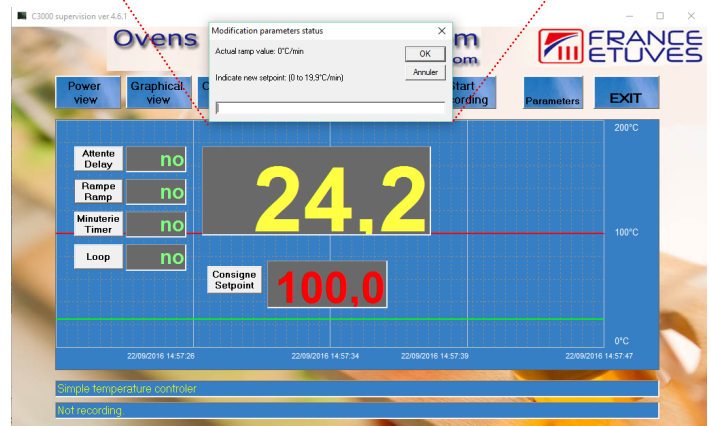 C3000 supervision ver 4.6.1
Ovens
m
om
FRANCE
ETUVES
Modification parameters status
Actual ramp value: 0°C/min
OK
Indicate new setpoint: (0 to 19,9°C/min)
Annuler
Power
view
Graphical
view
Start
Parameters
EXIT
200°C
Attente
Delay
no
Rampe
Ramp
no
24,2
Minuterie
Timer
no
100°C
Loop
no
Consigne
Setpoint
100,0
0°C
22/09/2016 14:57:26
22/09/2016 14:57:34
22/09/2016 14:57:39
22/09/2016 14:57:47
Simple temperature controler
Not recording.